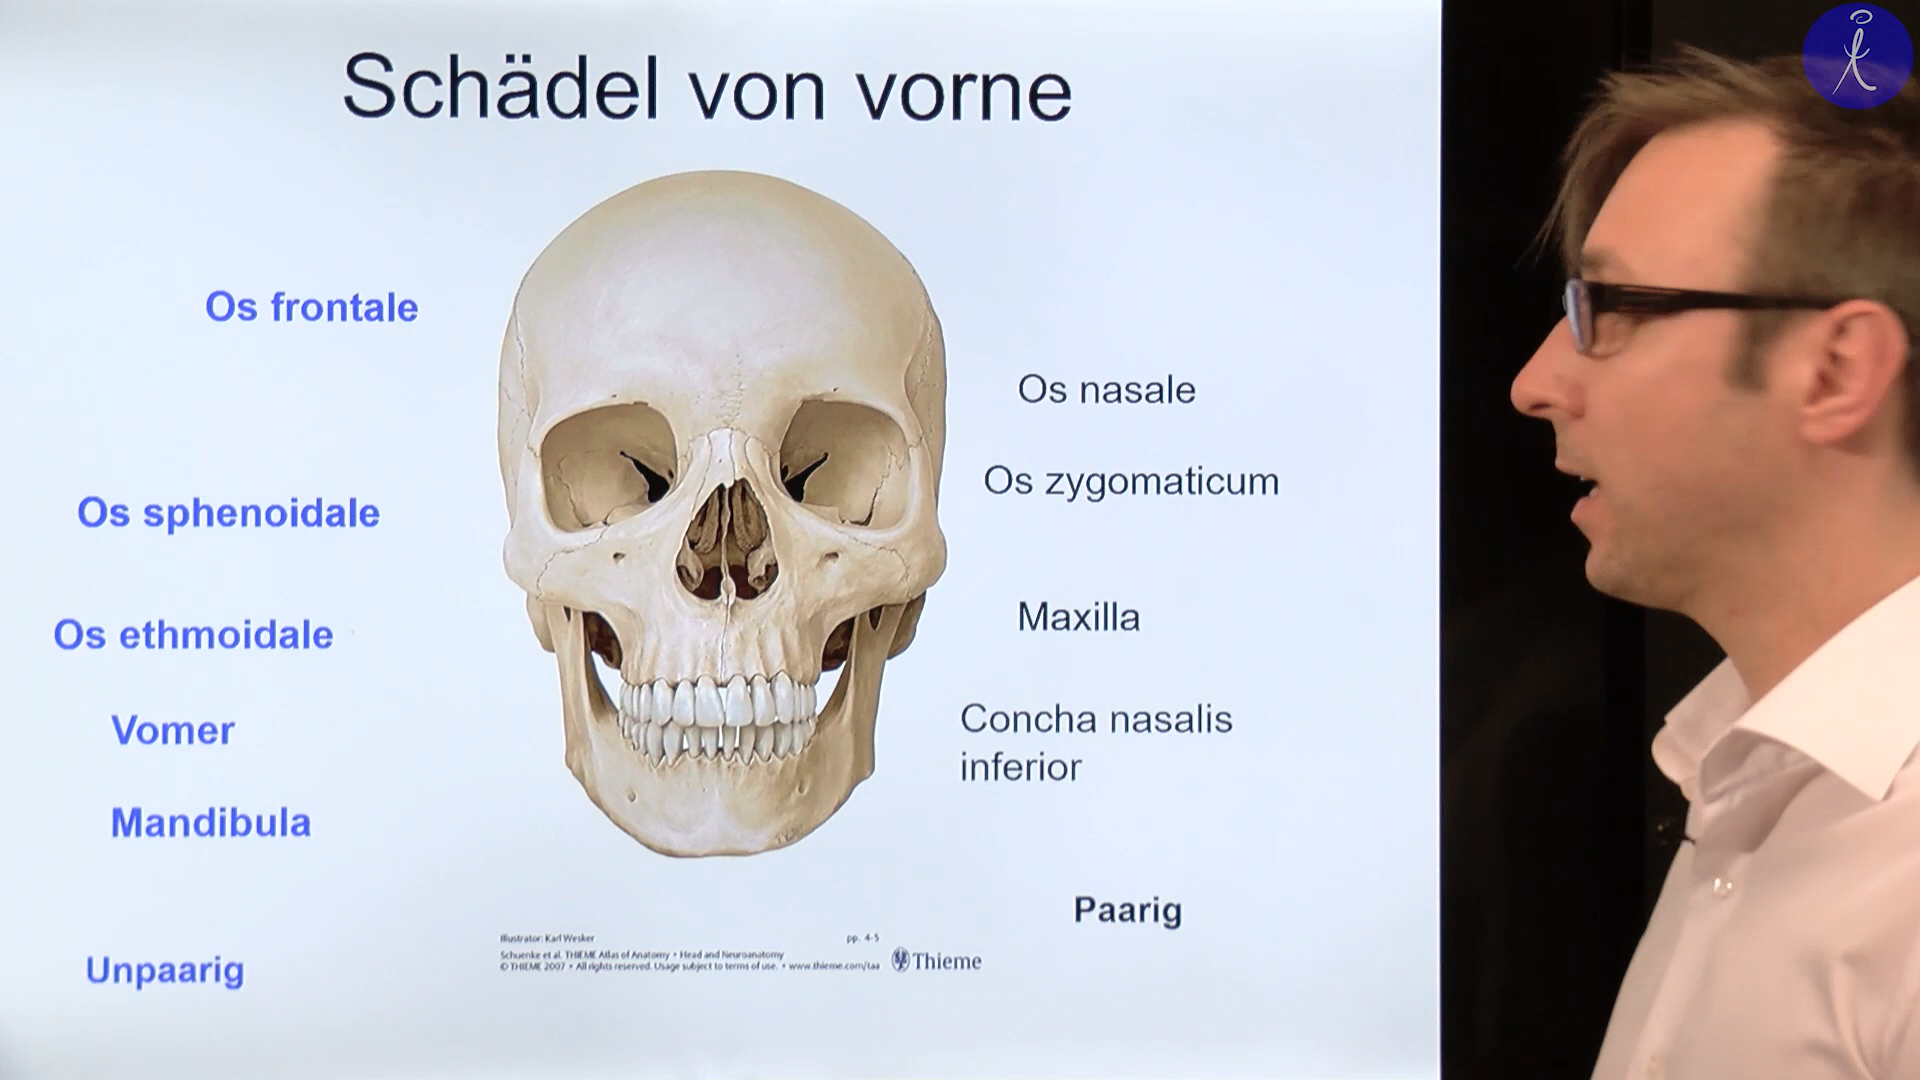 Schädel von vorne
Os frontale
Os nasale
Os zygomaticum
Os sphenoidale
Maxilla
Os ethmoidale
Concha nasalis
inferior
Vomer
Mandibula
Paarig
Unpaarig
Illustrator: Karl Wesker pp. 4-5
Schuenke et al. THIEME Atlas of Anatomy • Head and Neuroanatomy
© THIEME 2007 • All rights reserved. Usage subject to terms of use. • www.thieme.com/taa
Thieme